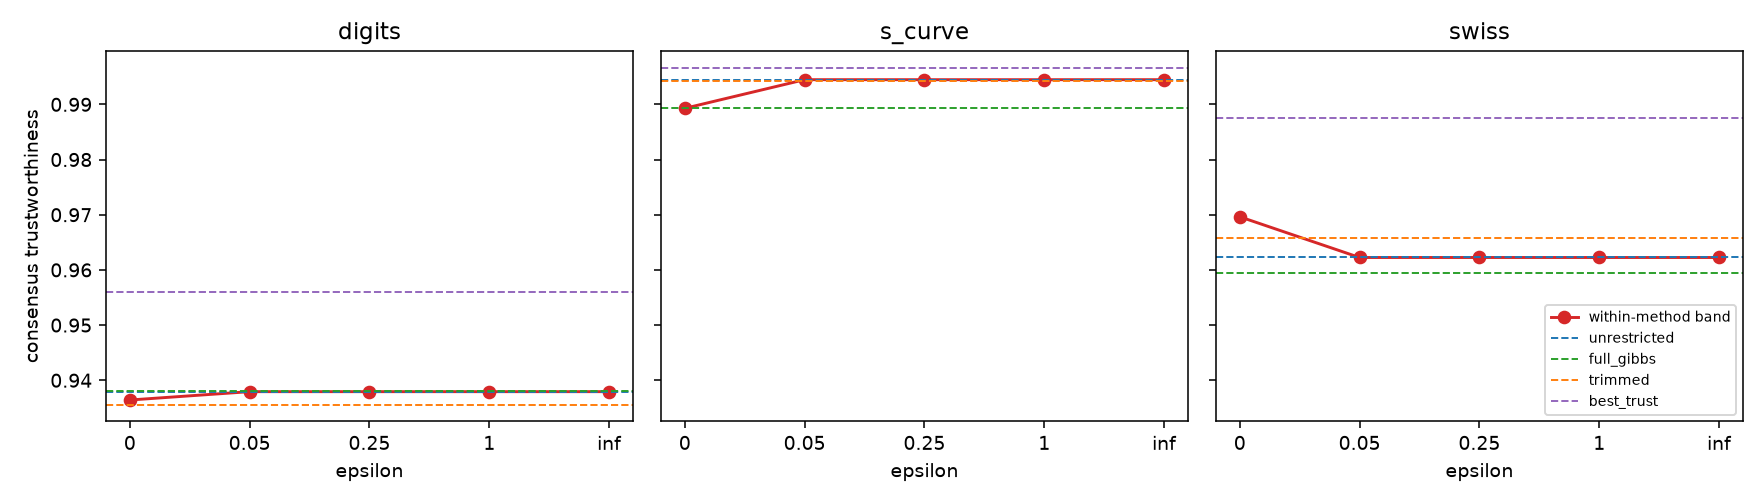 digits
s_curve
swiss
consensus trustworthiness
0.99
0.98
0.97
0.96
0.95
0.94
within-method band
unrestricted
full_gibbs
trimmed
best_trust
0 0.05 0.25 1 inf
0 0.05 0.25 1 inf
0 0.05 0.25 1 inf
epsilon
epsilon
epsilon